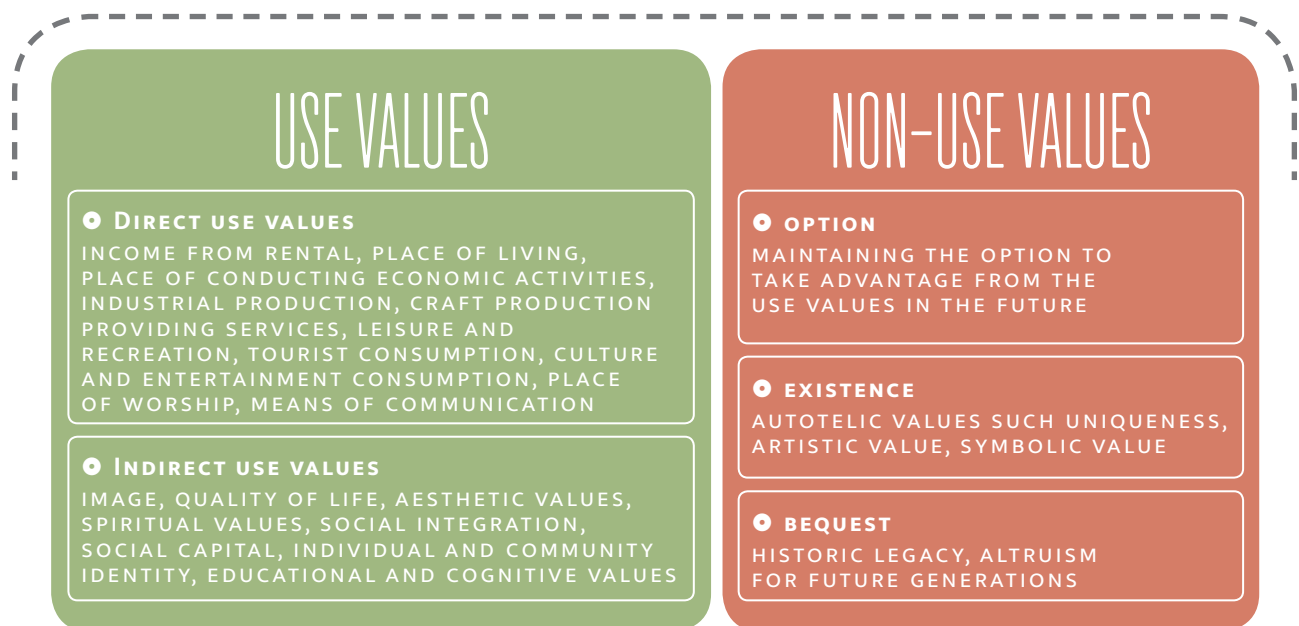 USE VALUES
Direct use values
INCOME FROM RENTAL, PLACE OF LIVING,
PLACE OF CONDUCTING ECONOMIC ACTIVITIES,
INDUSTRIAL PRODUCTION, CRAFT PRODUCTION
PROVIDING SERVICES, LEISURE AND
RECREATION, TOURIST CONSUMPTION, CULTURE
AND ENTERTAINMENT CONSUMPTION, PLACE
OF WORSHIP, MEANS OF COMMUNICATION
Indirect use values
IMAGE, QUALITY OF LIFE, AESTHETIC VALUES,
SPIRITUAL VALUES, SOCIAL INTEGRATION,
SOCIAL CAPITAL, INDIVIDUAL AND COMMUNITY
IDENTITY, EDUCATIONAL AND COGNITIVE VALUES
NON-USE VALUES
OPTION
MAINTAINING THE OPTION TO
TAKE ADVANTAGE FROM THE
USE VALUES IN THE FUTURE
EXISTENCE
AUTOTELIC VALUES SUCH UNIQUENESS,
ARTISTIC VALUE, SYMBOLIC VALUE
BEQUEST
HISTORIC LEGACY, ALTRUISM
FOR FUTURE GENERATIONS